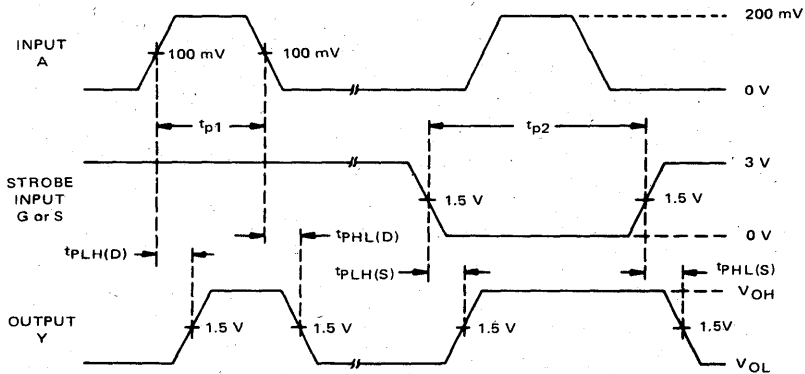 INPUT
A
100 mV
100 mV
200 mV
0 V
tp1
tp2
STROBE
INPUT
G or S
3 V
1.5 V
1.5 V
0 V
tPLH(D)
tPHL(D)
tPLH(S)
tPHL(S)
OUTPUT
Y
1.5 V
1.5 V
1.5 V
1.5V
VOH
VOL